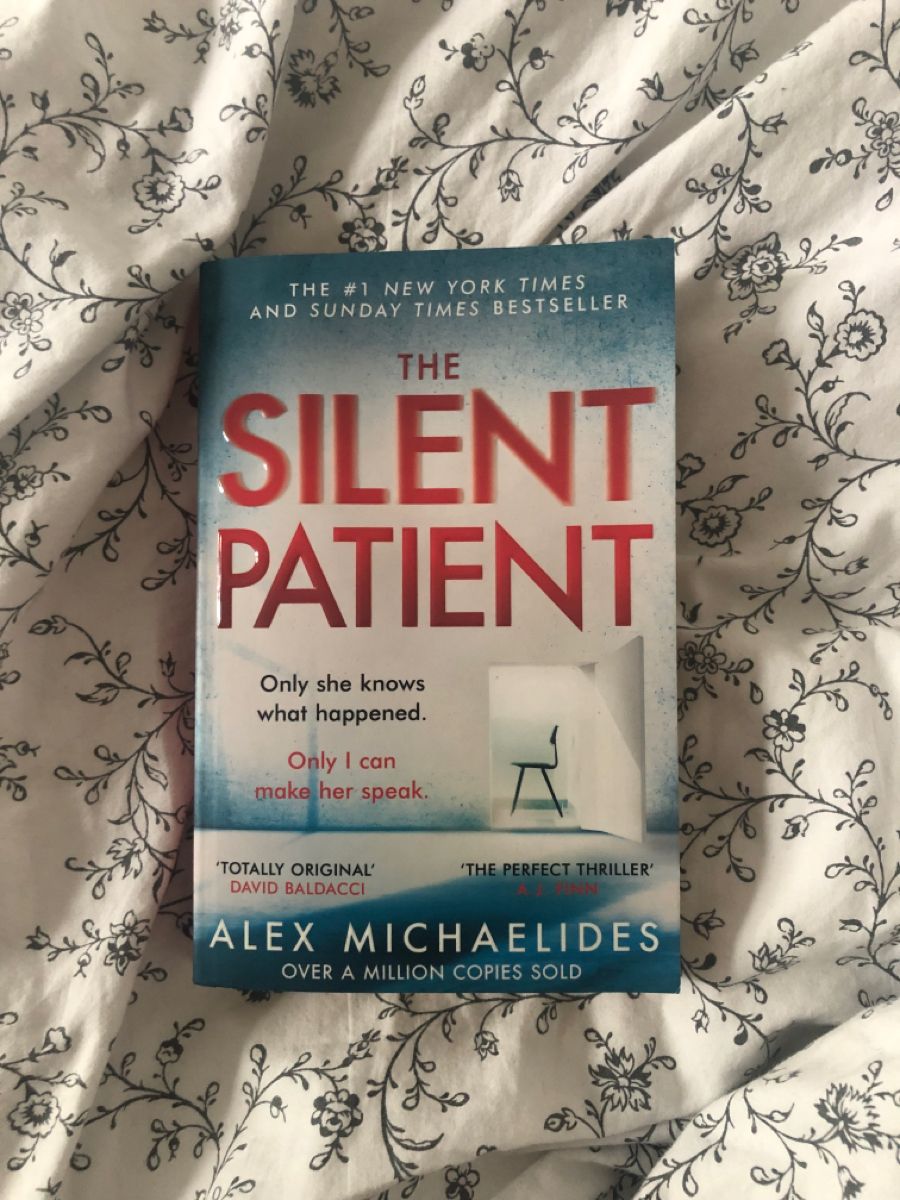 THE #1 NEW YORK TIMES
AND SUNDAY TIMES BESTSELLER
THE
SILENT
PATIENT
Only she knows
what happened.
Only I can
make her speak.
'TOTALLY ORIGINAL'
DAVID BALDACCI
'THE PERFECT THRILLER'
A. J. FINN
ALEX MICHAELIDES
OVER A MILLION COPIES SOLD